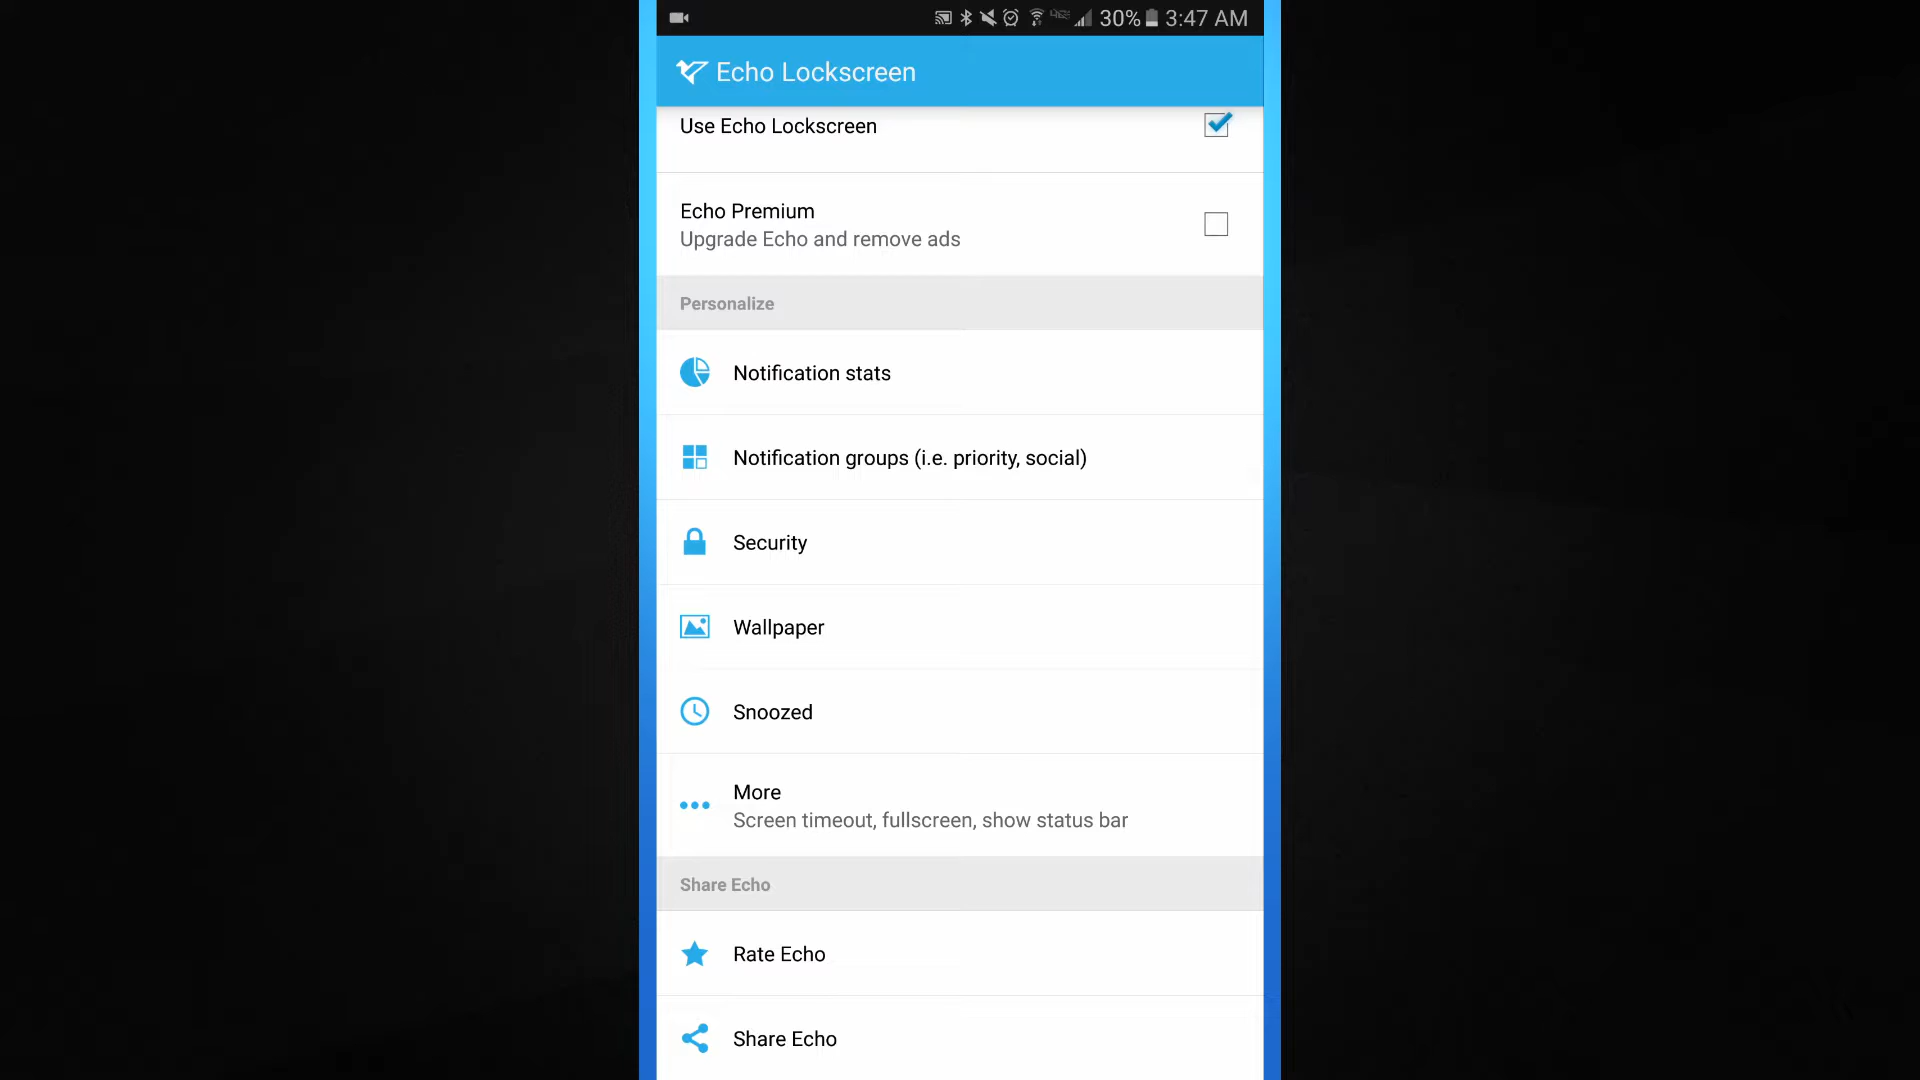 30% 3:47 AM
Echo Lockscreen
Use Echo Lockscreen
Echo Premium
Upgrade Echo and remove ads
Personalize
Notification stats
Notification groups (i.e. priority, social)
Security
Wallpaper
Snoozed
More
Screen timeout, fullscreen, show status bar
Share Echo
Rate Echo
Share Echo